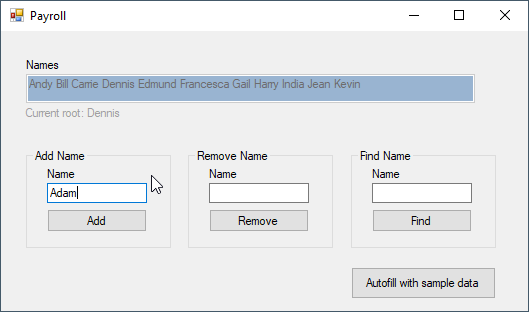 Payroll
Names
Andy Bill Carrie Dennis Edmund Francesca Gail Harry India Jean Kevin
Current root: Dennis
Add Name
Name
Adam
Add
Remove Name
Name
Remove
Find Name
Name
Find
Autofill with sample data